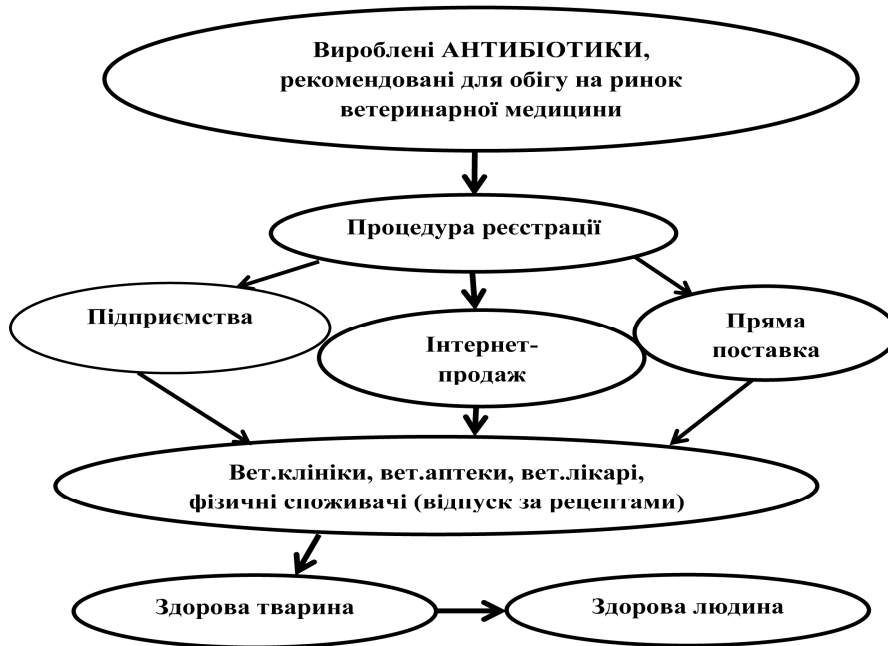 Вироблені АНТИБІОТИКИ,
рекомендовані для обігу на ринок
ветеринарної медицини
Процедура реєстрації
Підприємства
Інтернет-
продаж
Пряма
поставка
Вет.клініки, вет.аптеки, вет.лікарі,
фізичні споживачі (відпуск за рецептами)
Здорова тварина
Здорова людина